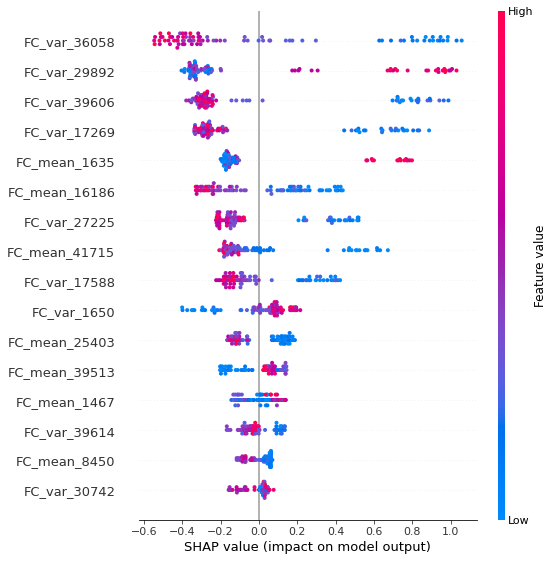 High
FC_var_36058
FC_var_29892
FC_var_39606
FC_var_17269
FC_mean_1635
FC_mean_16186
FC_var_27225
FC_mean_41715
FC_var_17588
FC_var_1650
FC_mean_25403
FC_mean_39513
FC_mean_1467
FC_var_39614
FC_mean_8450
FC_var_30742
Feature value
Low
−0.6 −0.4 −0.2 0.0 0.2 0.4 0.6 0.8 1.0
SHAP value (impact on model output)